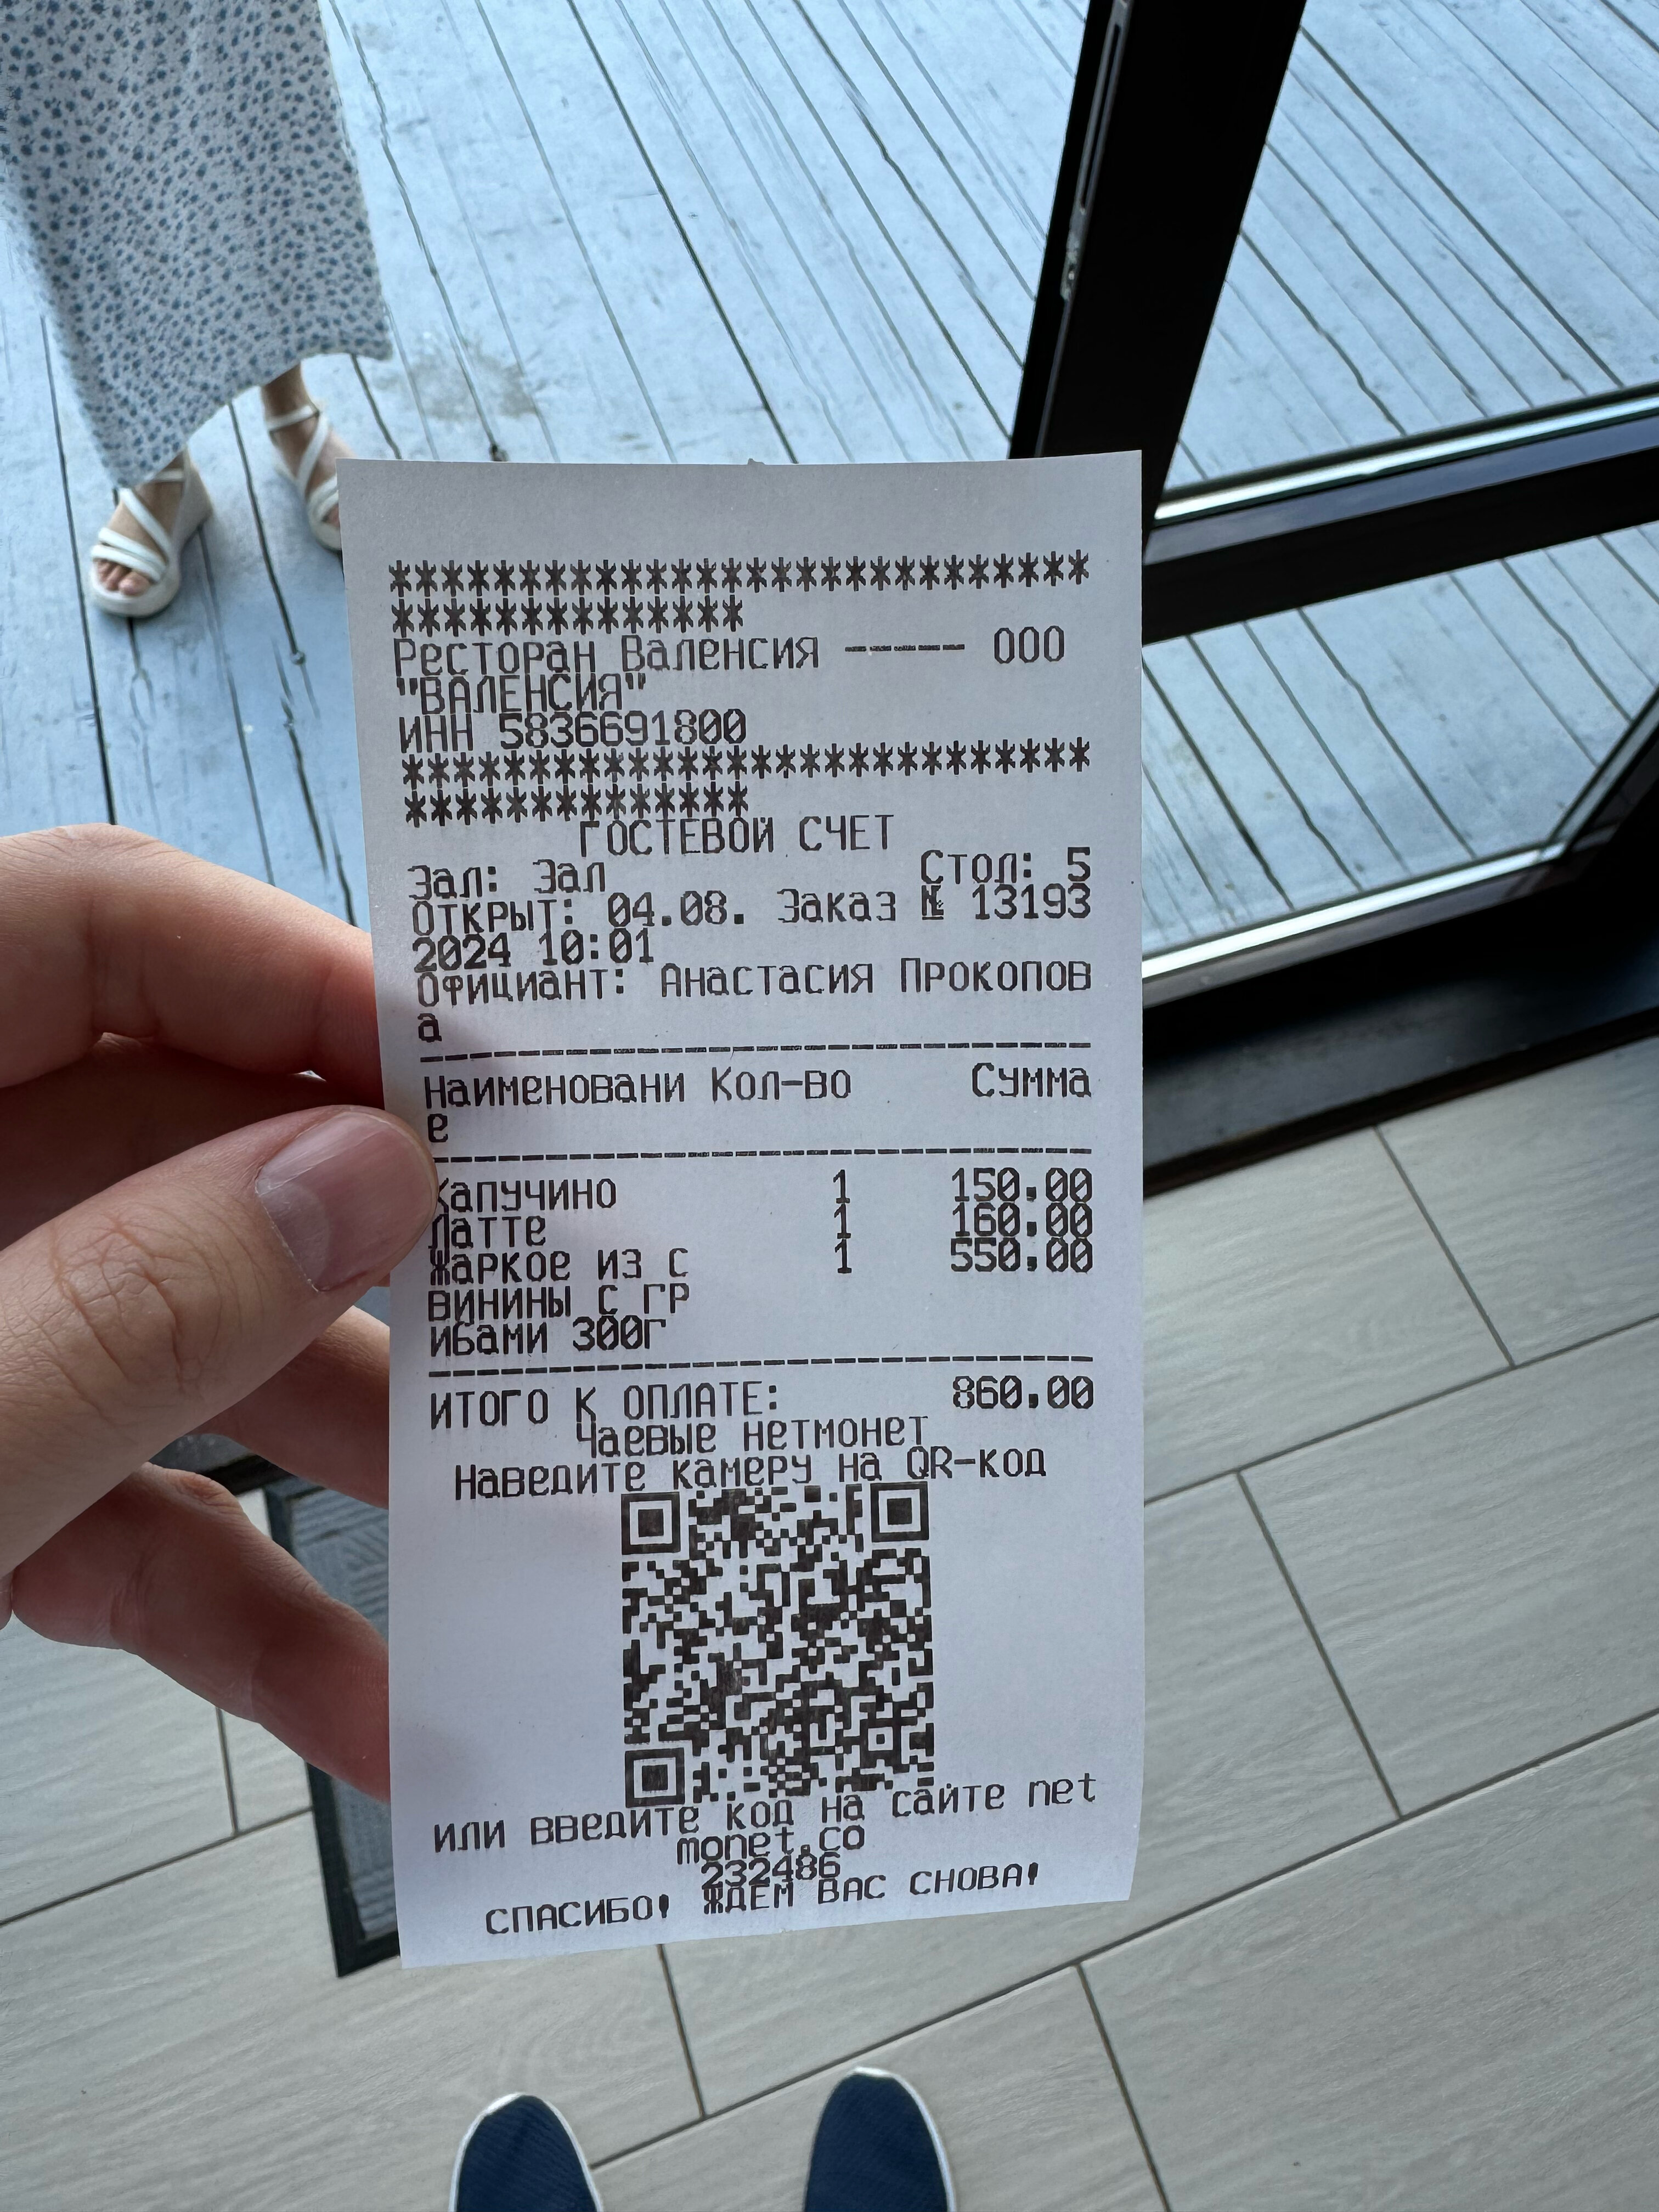 ******************************
**************
Ресторан Валенсия ----- ООО
"ВАЛЕНСИЯ"
ИНН 5836691800
******************************
**************
ГОСТЕВОЙ СЧЕТ
Зал: Зал Стол: 5
Открыт: 04.08. Заказ № 13193
2024 10:01
Официант: Анастасия Прокопов
а
Наименовани Кол-во Сумма
е
Капучино 1 150.00
Латте 1 160.00
Жаркое из с 1 550.00
винины с гр
ибами 300г
ИТОГО К ОПЛАТЕ: 860.00
Чаевые нетмонет
Наведите камеру на QR-код
или введите код на сайте net
monet.co
232486
СПАСИБО! ЖДЕМ ВАС СНОВА!